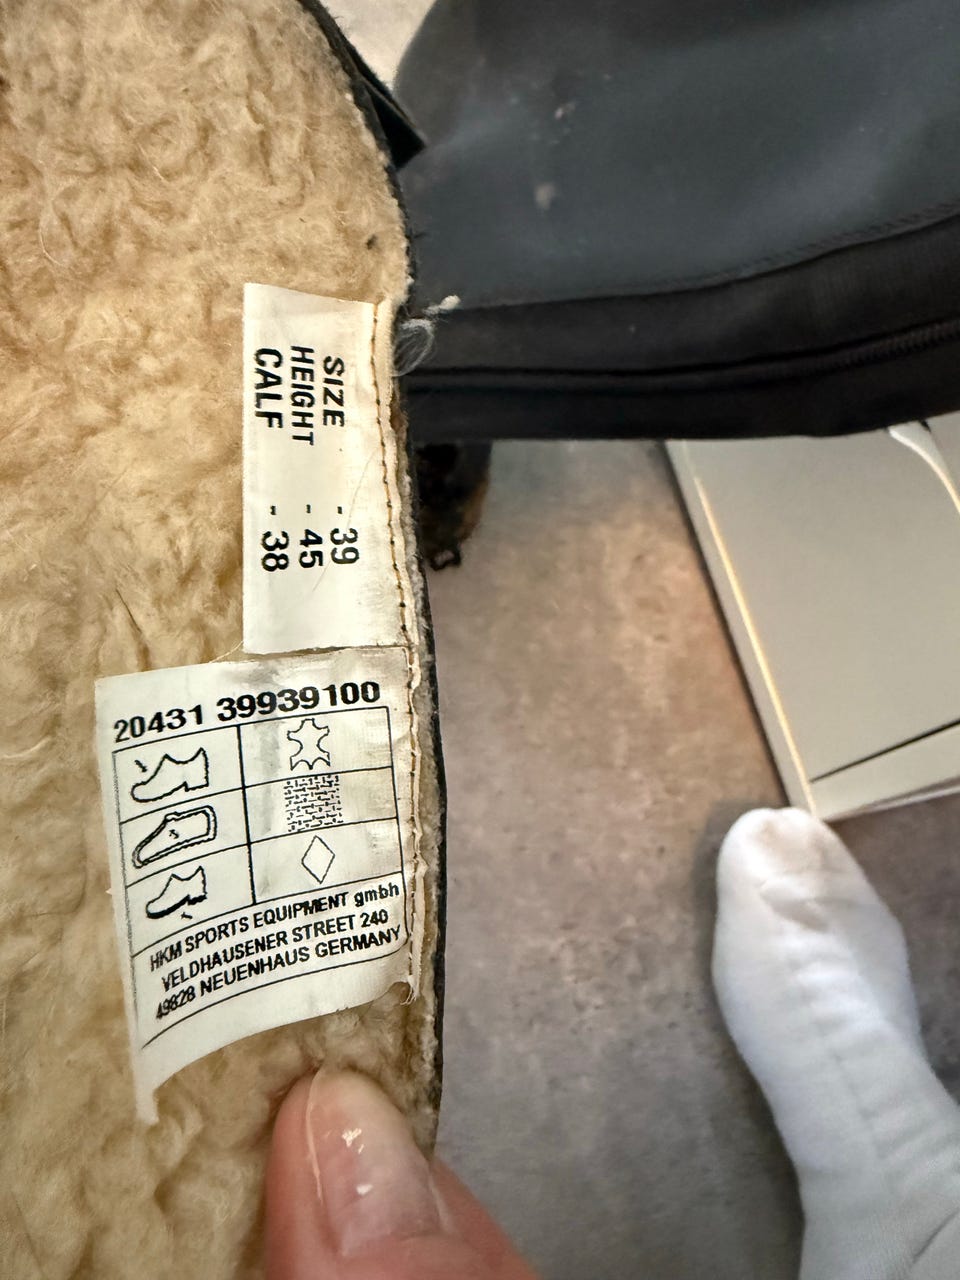 SIZE - 39
HEIGHT - 45
CALF - 38
20431 39939100
HKM SPORTS EQUIPMENT gmbh
VELDHAUSENER STREET 240
49828 NEUENHAUS GERMANY